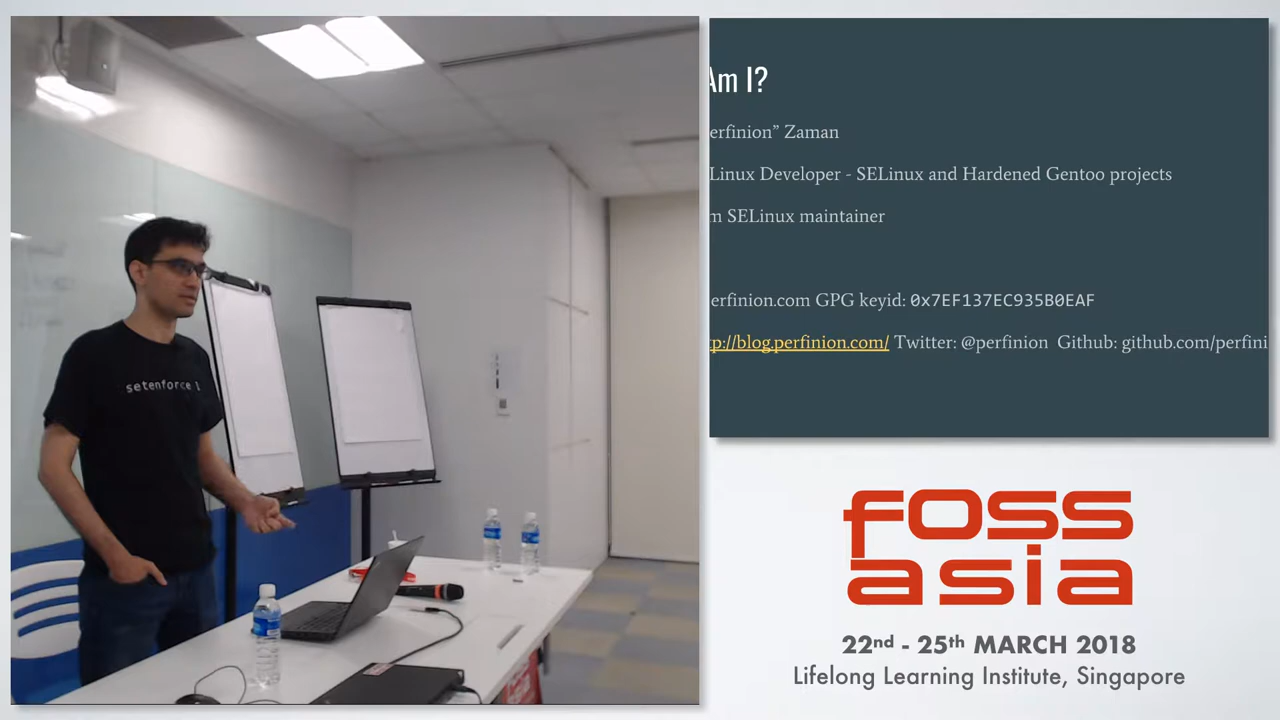 setenforce 1
Am I?
erfinion” Zaman
Linux Developer - SELinux and Hardened Gentoo projects
m SELinux maintainer
erfinion.com GPG keyid: 0x7EF137EC935B0EAF
tp://blog.perfinion.com/ Twitter: @perfinion Github: github.com/perfini
foss
asia
22nd - 25th MARCH 2018
Lifelong Learning Institute, Singapore